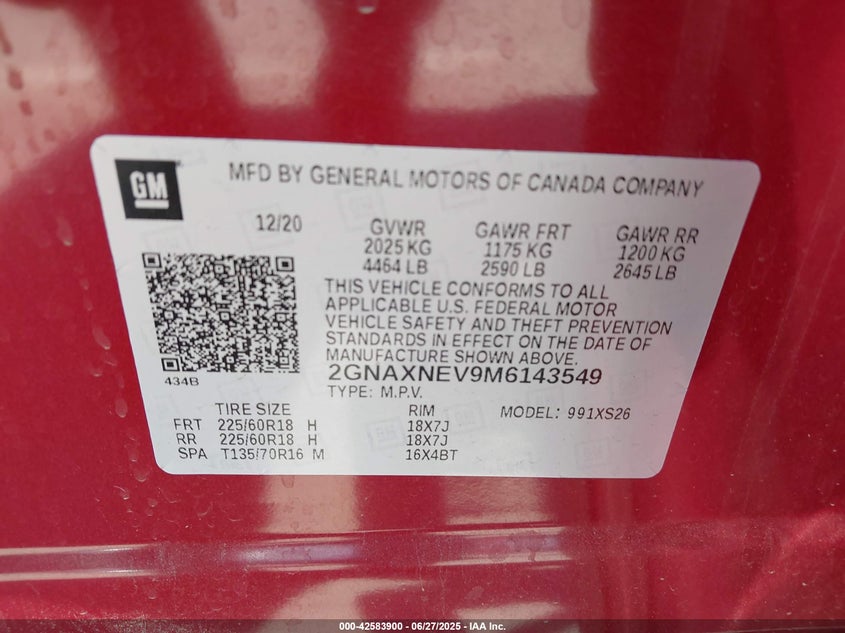 GM
MFD BY GENERAL MOTORS OF CANADA COMPANY
12/20 GVWR GAWR FRT GAWR RR
2025 KG 1175 KG 1200 KG
4464 LB 2590 LB 2645 LB
THIS VEHICLE CONFORMS TO ALL
APPLICABLE U.S. FEDERAL MOTOR
VEHICLE SAFETY AND THEFT PREVENTION
STANDARDS IN EFFECT ON THE DATE OF
MANUFACTURE SHOWN ABOVE.
434B 2GNAXNEV9M6143549
TYPE: M.P.V.
TIRE SIZE RIM MODEL: 991XS26
FRT 225/60R18 H 18X7J
RR 225/60R18 H 18X7J
SPA T135/70R16 M 16X4BT
000-42583900 - 06/27/2025 - IAA Inc.